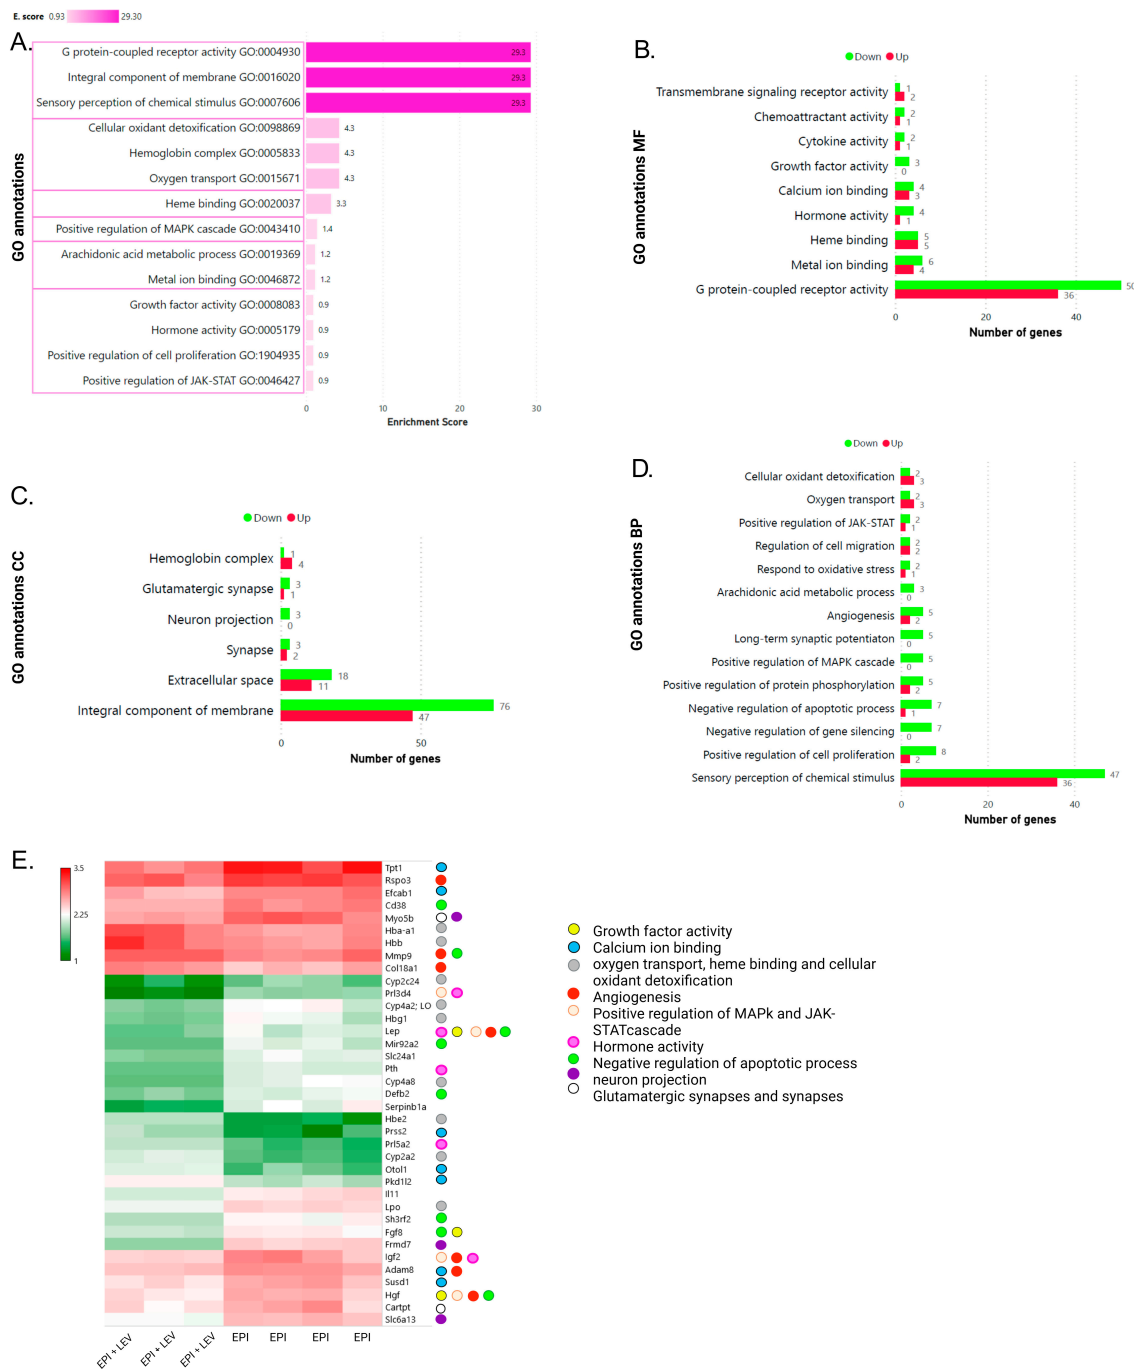 E. score 0.93 29.30
A.
GO annotations
G protein-coupled receptor activity GO:0004930 29.3
Integral component of membrane GO:0016020 29.3
Sensory perception of chemical stimulus GO:0007606 29.3
Cellular oxidant detoxification GO:0098869 4.3
Hemoglobin complex GO:0005833 4.3
Oxygen transport GO:0015671 4.3
Heme binding GO:0020037 3.3
Positive regulation of MAPK cascade GO:0043410 1.4
Arachidonic acid metabolic process GO:0019369 1.2
Metal ion binding GO:0046872 1.2
Growth factor activity GO:0008083 0.9
Hormone activity GO:0005179 0.9
Positive regulation of cell proliferation GO:1904935 0.9
Positive regulation of JAK-STAT GO:0046427 0.9
0 10 20 30
Enrichment Score
B.
Down Up
GO annotations MF
Transmembrane signaling receptor activity 1 2
Chemoattractant activity 2 1
Cytokine activity 2 1
Growth factor activity 3 0
Calcium ion binding 4 3
Hormone activity 4 1
Heme binding 5 5
Metal ion binding 6 4
G protein-coupled receptor activity 50 36
0 20 40
Number of genes
C.
Down Up
GO annotations CC
Hemoglobin complex 1 4
Glutamatergic synapse 3 1
Neuron projection 3 0
Synapse 3 2
Extracellular space 18 11
Integral component of membrane 76 47
0 50
Number of genes
D.
Down Up
GO annotations BP
Cellular oxidant detoxification 2 3
Oxygen transport 2 3
Positive regulation of JAK-STAT 2 1
Regulation of cell migration 2 2
Respond to oxidative stress 2 1
Arachidonic acid metabolic process 3 0
Angiogenesis 5 2
Long-term synaptic potentiaton 5 0
Positive regulation of MAPK cascade 5 0
Positive regulation of protein phosphorylation 5 2
Negative regulation of apoptotic process 7 1
Negative regulation of gene silencing 7 0
Positive regulation of cell proliferation 8 2
Sensory perception of chemical stimulus 47 36
0 20 40
Number of genes
E.
3.5
2.25
1
Tpt1
Rspo3
Efcab1
Cd38
Myo5b
Hba-a1
Hbb
Mmp9
Col18a1
Cyp2c24
Prl3d4
Cyp4a2; LO
Hbg1
Lep
Mir92a2
Slc24a1
Pth
Cyp4a8
Defb2
Serpinb1a
Hbe2
Prss2
Prl5a2
Cyp2a2
Otol1
Pkd1l2
Il11
Lpo
Sh3rf2
Fgf8
Frmd7
Igf2
Adam8
Susd1
Hgf
Cartpt
Slc6a13
EPI + LEV EPI + LEV EPI + LEV EPI EPI EPI EPI
Growth factor activity
Calcium ion binding
oxygen transport, heme binding and cellular
oxidant detoxification
Angiogenesis
Positive regulation of MAPk and JAK-
STATcascade
Hormone activity
Negative regulation of apoptotic process
neuron projection
Glutamatergic synapses and synapses